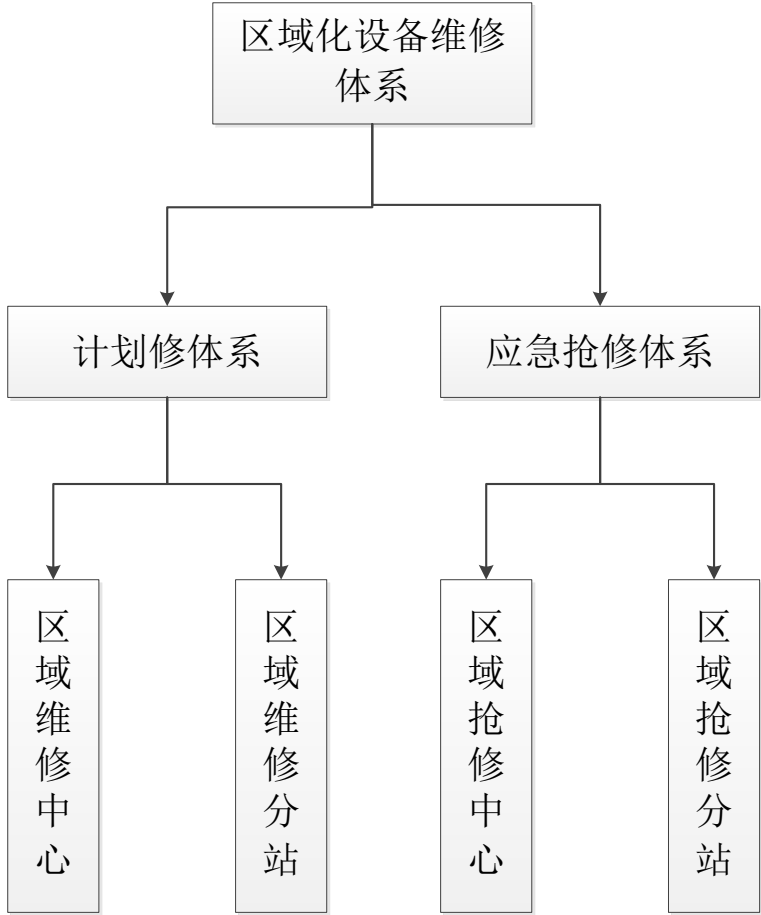 区域化设备维修
体系
计划修体系
应急抢修体系
区域维修中心
区域维修分站
区域抢修中心
区域抢修分站